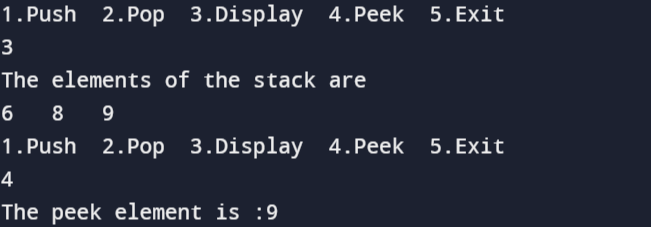 1.Push  2.Pop  3.Display  4.Peek  5.Exit
3
The elements of the stack are
6   8   9
1.Push  2.Pop  3.Display  4.Peek  5.Exit
4
The peek element is :9